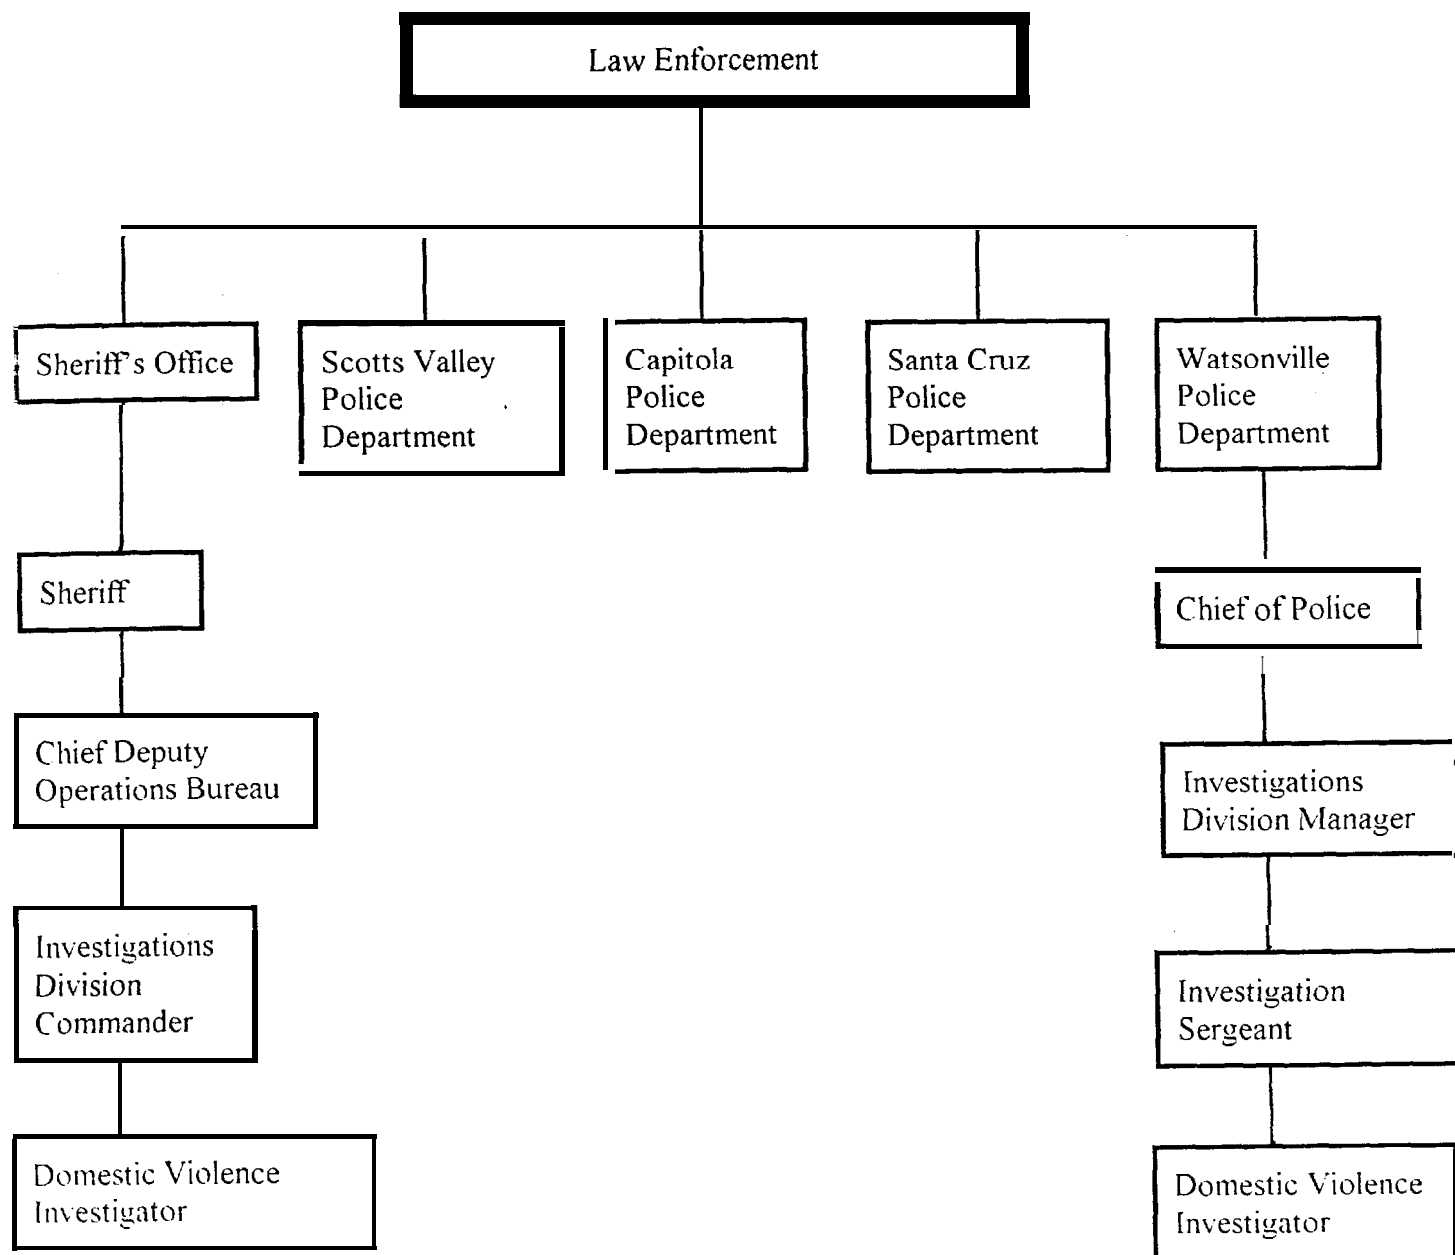 Law Enforcement
Sheriff's Office
Scotts Valley
Police
Department
Capitola
Police
Department
Santa Cruz
Police
Department
Watsonville
Police
Department
Sheriff
Chief of Police
Chief Deputy
Operations Bureau
Investigations
Division Manager
Investigations
Division
Commander
Investigation
Sergeant
Domestic Violence
Investigator
Domestic Violence
Investigator